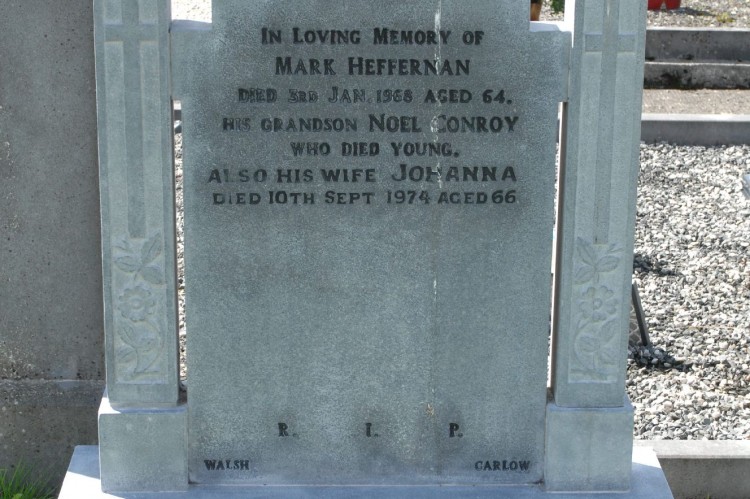 In Loving Memory of
Mark Heffernan
Died 3rd Jan. 1968 aged 64.
His grandson Noel Conroy
who died young.
Also his wife Johanna
Died 10th Sept 1974 aged 66
R. I. P.
Walsh Carlow